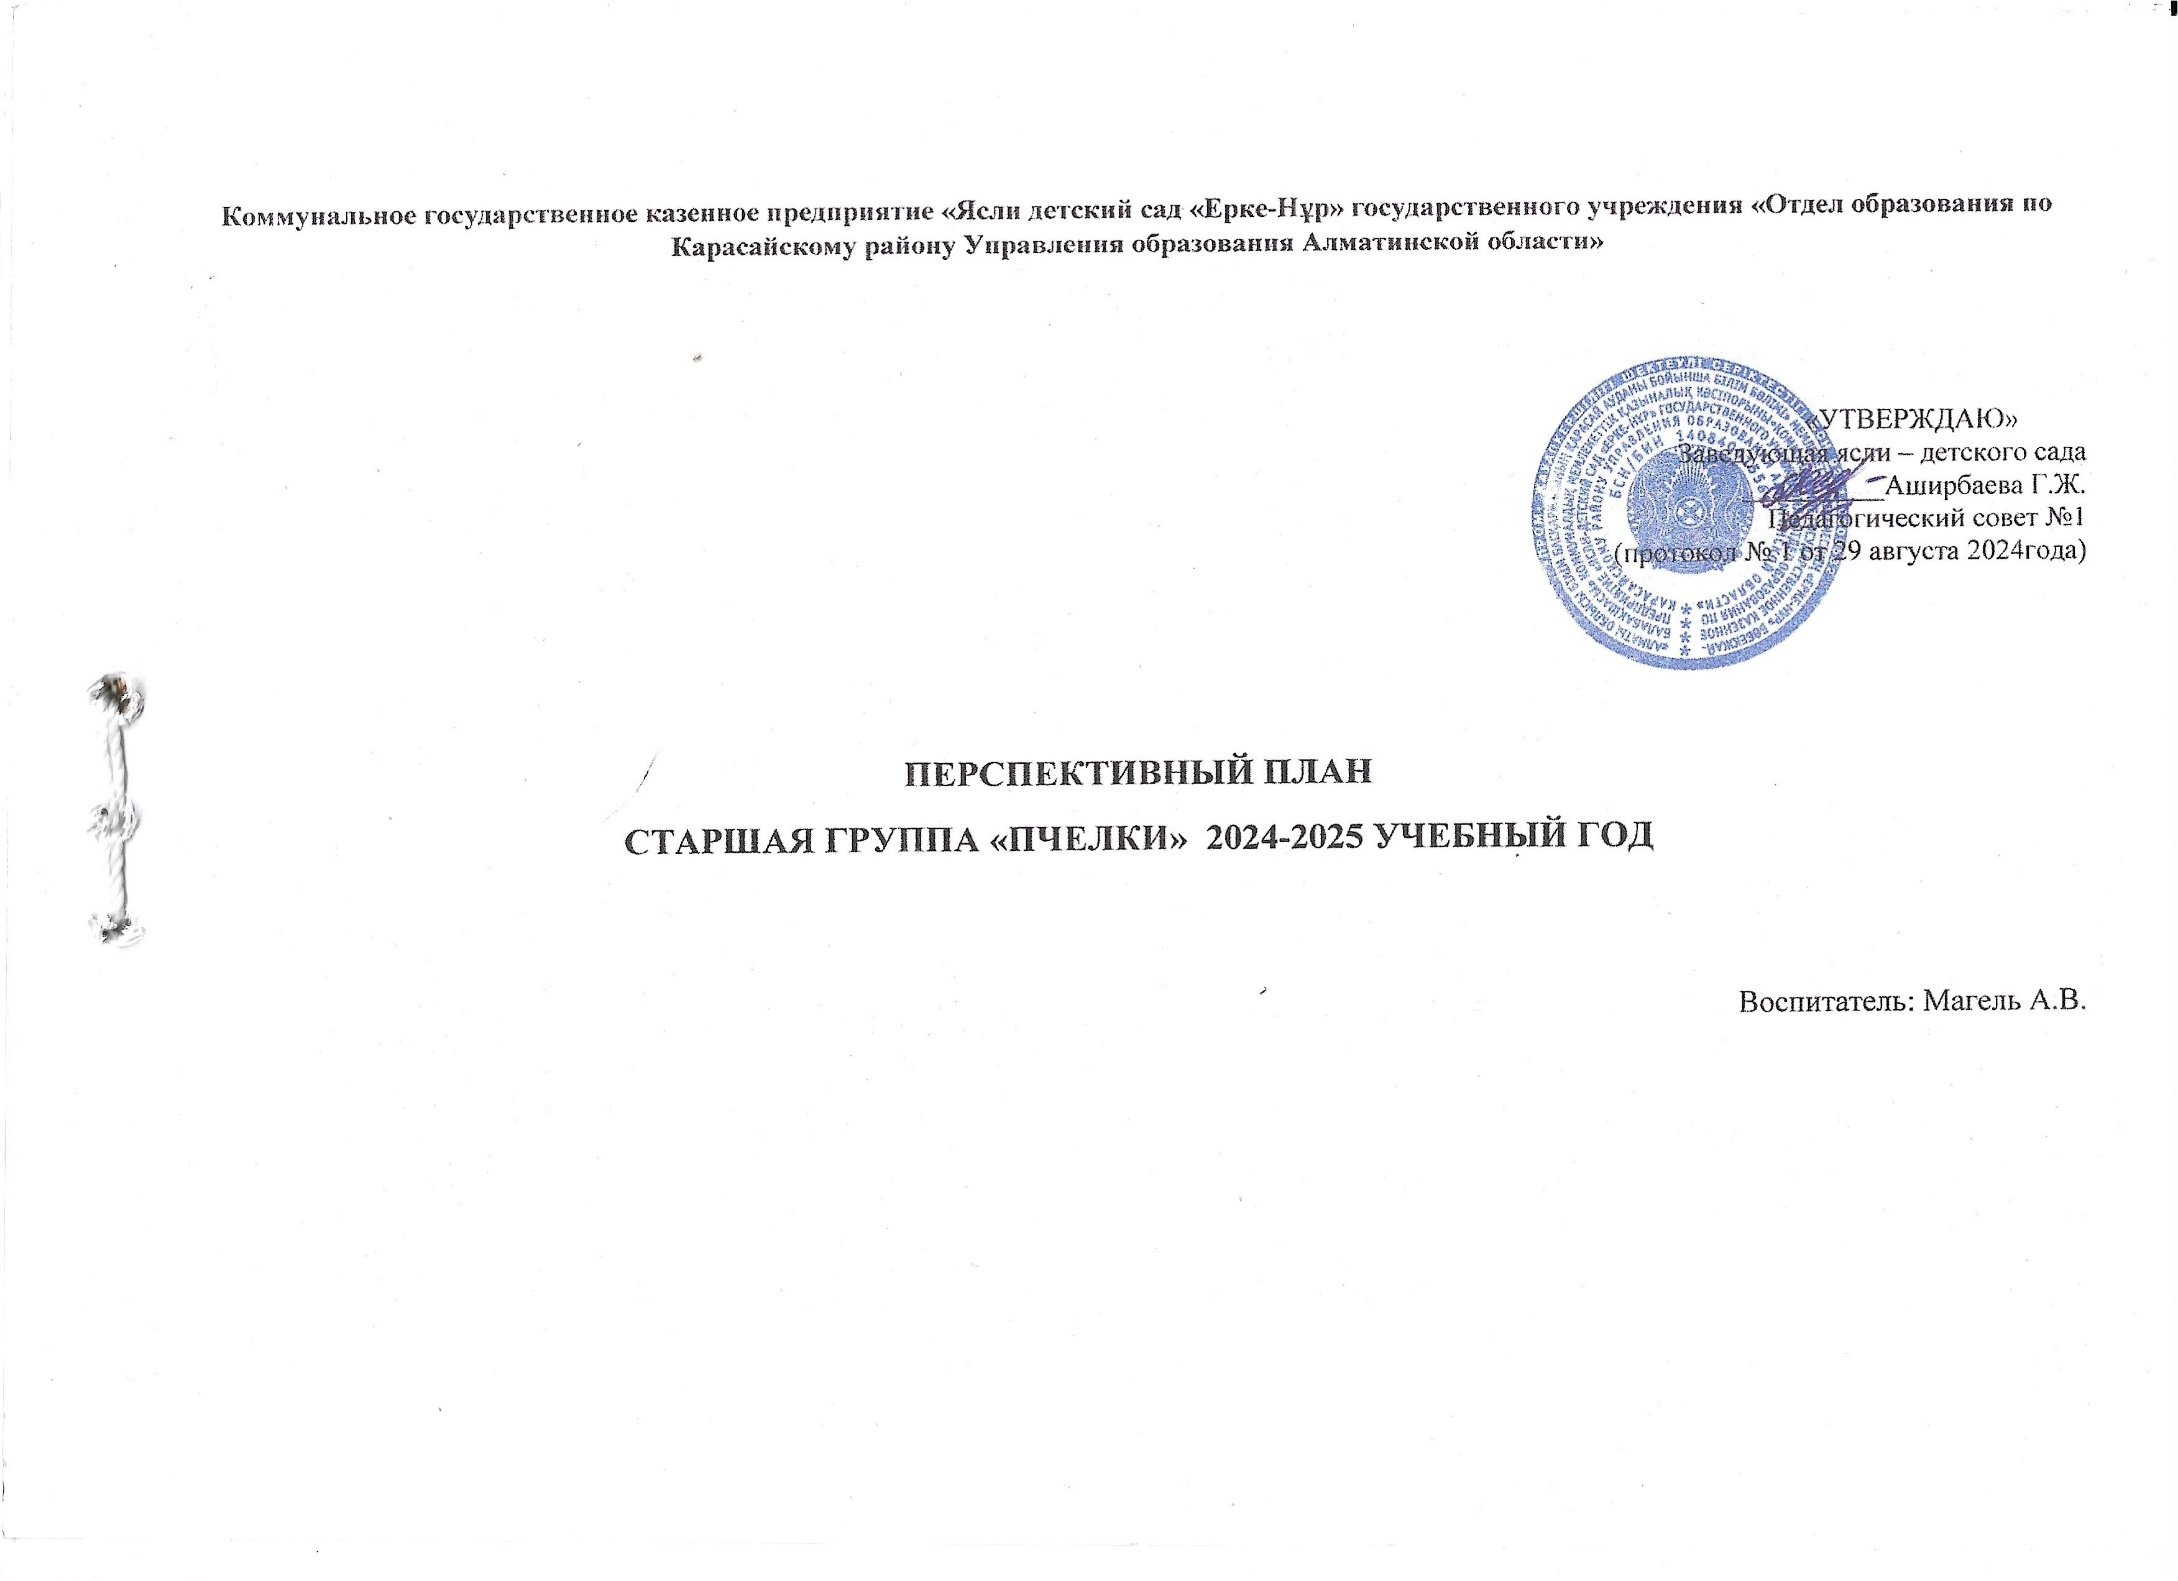 Коммунальное государственное казенное предприятие «Ясли детский сад «Ерке-Нұр» государственного учреждения «Отдел образования по
Карасайскому району Управления образования Алматинской области»
«УТВЕРЖДАЮ»
Заведующая ясли – детского сада
Аширбаева Г.Ж.
Педагогический совет №1
(протокол № 1 от 29 августа 2024года)
ПЕРСПЕКТИВНЫЙ ПЛАН
СТАРШАЯ ГРУППА «ПЧЕЛКИ» 2024-2025 УЧЕБНЫЙ ГОД
Воспитатель: Магель А.В.